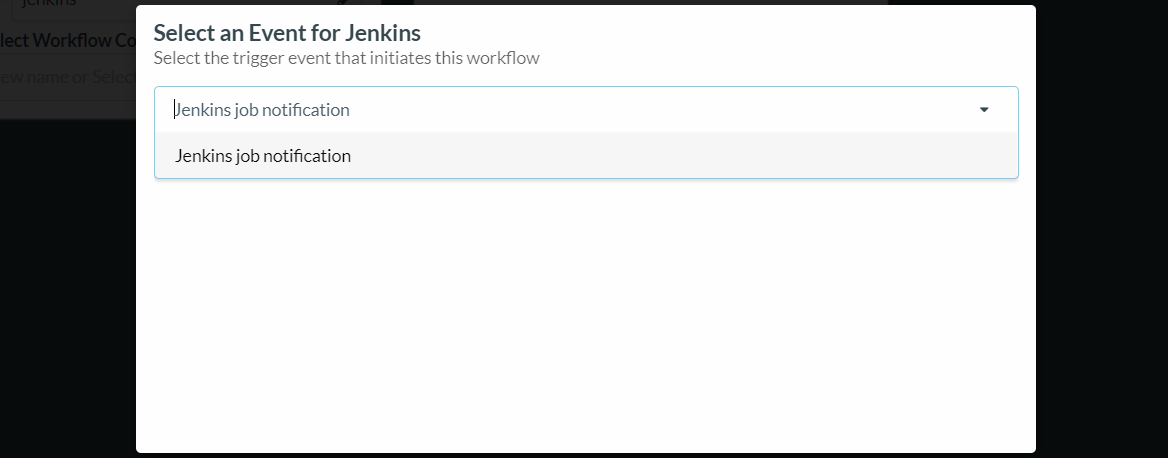 jenkins
Select an Event for Jenkins
Select the trigger event that initiates this workflow
lect Workflow Co
ew name or Selec
Jenkins job notification
Jenkins job notification